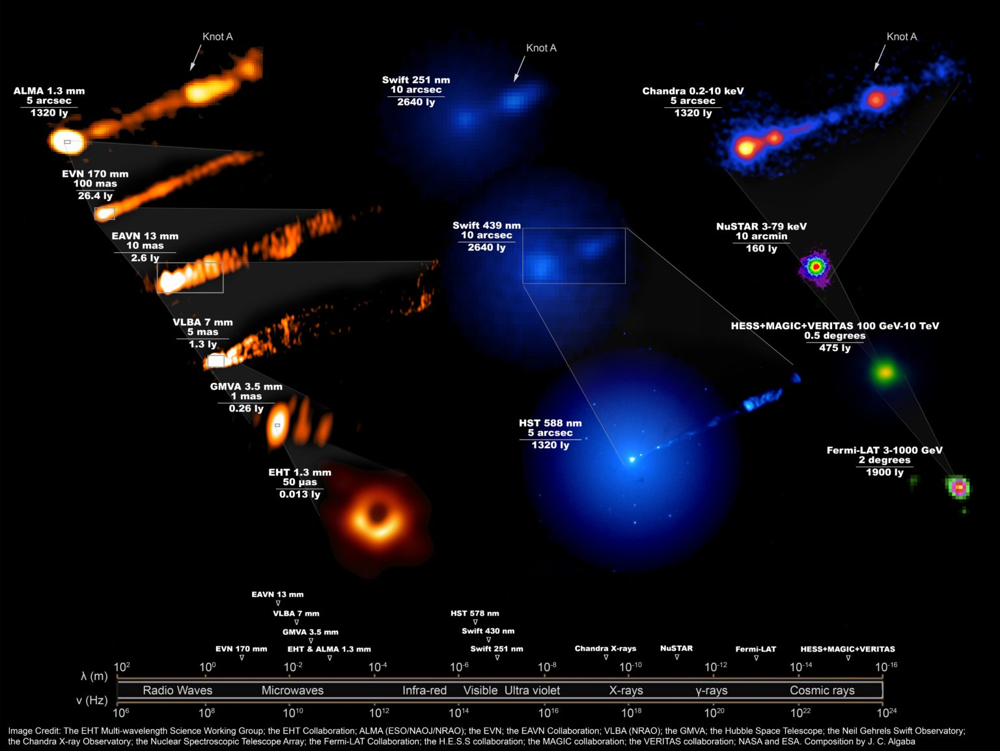 Knot A
ALMA 1.3 mm
5 arcsec
1320 ly
EVN 170 mm
100 mas
26.4 ly
EAVN 13 mm
10 mas
2.6 ly
VLBA 7 mm
5 mas
1.3 ly
GMVA 3.5 mm
1 mas
0.26 ly
EHT 1.3 mm
50 µas
0.013 ly
Knot A
Swift 251 nm
10 arcsec
2640 ly
Swift 439 nm
10 arcsec
2640 ly
HST 588 nm
5 arcsec
1320 ly
Knot A
Chandra 0.2-10 keV
5 arcsec
1320 ly
NuSTAR 3-79 keV
10 arcmin
160 ly
HESS+MAGIC+VERITAS 100 GeV-10 TeV
0.5 degrees
475 ly
Fermi-LAT 3-1000 GeV
2 degrees
1900 ly
EAVN 13 mm
VLBA 7 mm
HST 578 nm
GMVA 3.5 mm
Swift 430 nm
EVN 170 mm
EHT & ALMA 1.3 mm
Swift 251 nm
Chandra X-rays
NuSTAR
Fermi-LAT
HESS+MAGIC+VERITAS
λ (m)
10² 10⁰ 10⁻² 10⁻⁴ 10⁻⁶ 10⁻⁸ 10⁻¹⁰ 10⁻¹² 10⁻¹⁴ 10⁻¹⁶
Radio Waves Microwaves Infra-red Visible Ultra violet X-rays γ-rays Cosmic rays
ν (Hz)
10⁶ 10⁸ 10¹⁰ 10¹² 10¹⁴ 10¹⁶ 10¹⁸ 10²⁰ 10²² 10²⁴
Image Credit: The EHT Multi-wavelength Science Working Group; the EHT Collaboration; ALMA (ESO/NAOJ/NRAO); the EVN; the EAVN Collaboration; VLBA (NRAO); the GMVA; the Hubble Space Telescope; the Neil Gehrels Swift Observatory;
the Chandra X-ray Observatory; the Nuclear Spectroscopic Telescope Array; the Fermi-LAT Collaboration; the H.E.S.S collaboration; the MAGIC collaboration; the VERITAS collaboration; NASA and ESA. Composition by J. C. Algaba